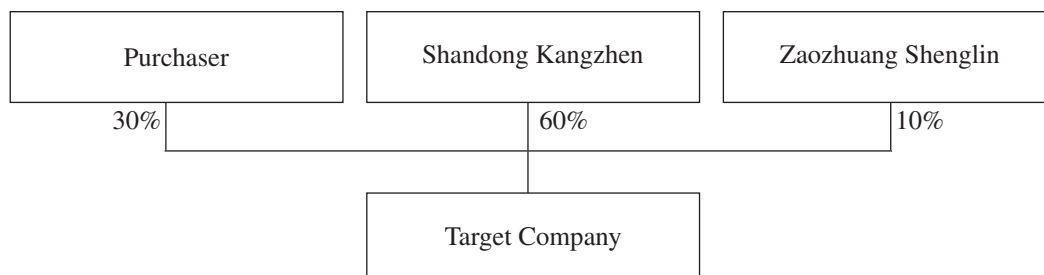 Purchaser
Shandong Kangzhen
Zaozhuang Shenglin
30%
60%
10%
Target Company